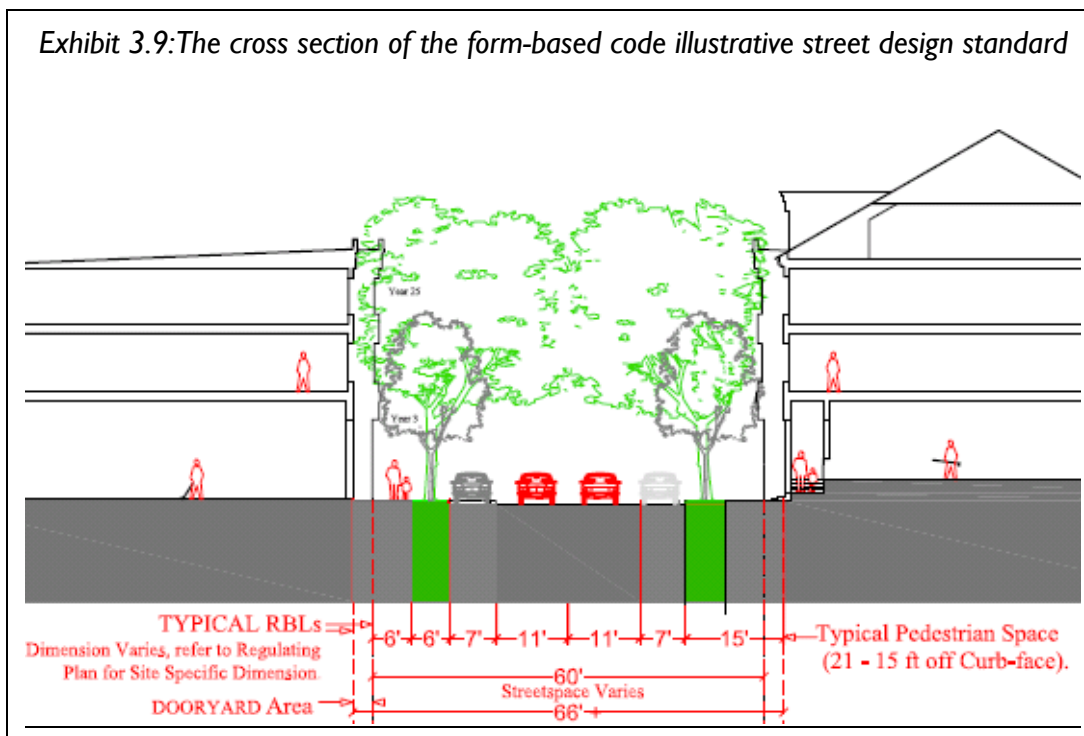 Exhibit 3.9:The cross section of the form-based code illustrative street design standard
Year 25
Year 5
TYPICAL RBLs
Dimension Varies, refer to Regulating
Plan for Site Specific Dimension.
DOORYARD Area
6' 6' 7' 11' 11' 7' 15'
60'
Streetspace Varies
66' +
Typical Pedestrian Space
(21 - 15 ft off Curb-face).